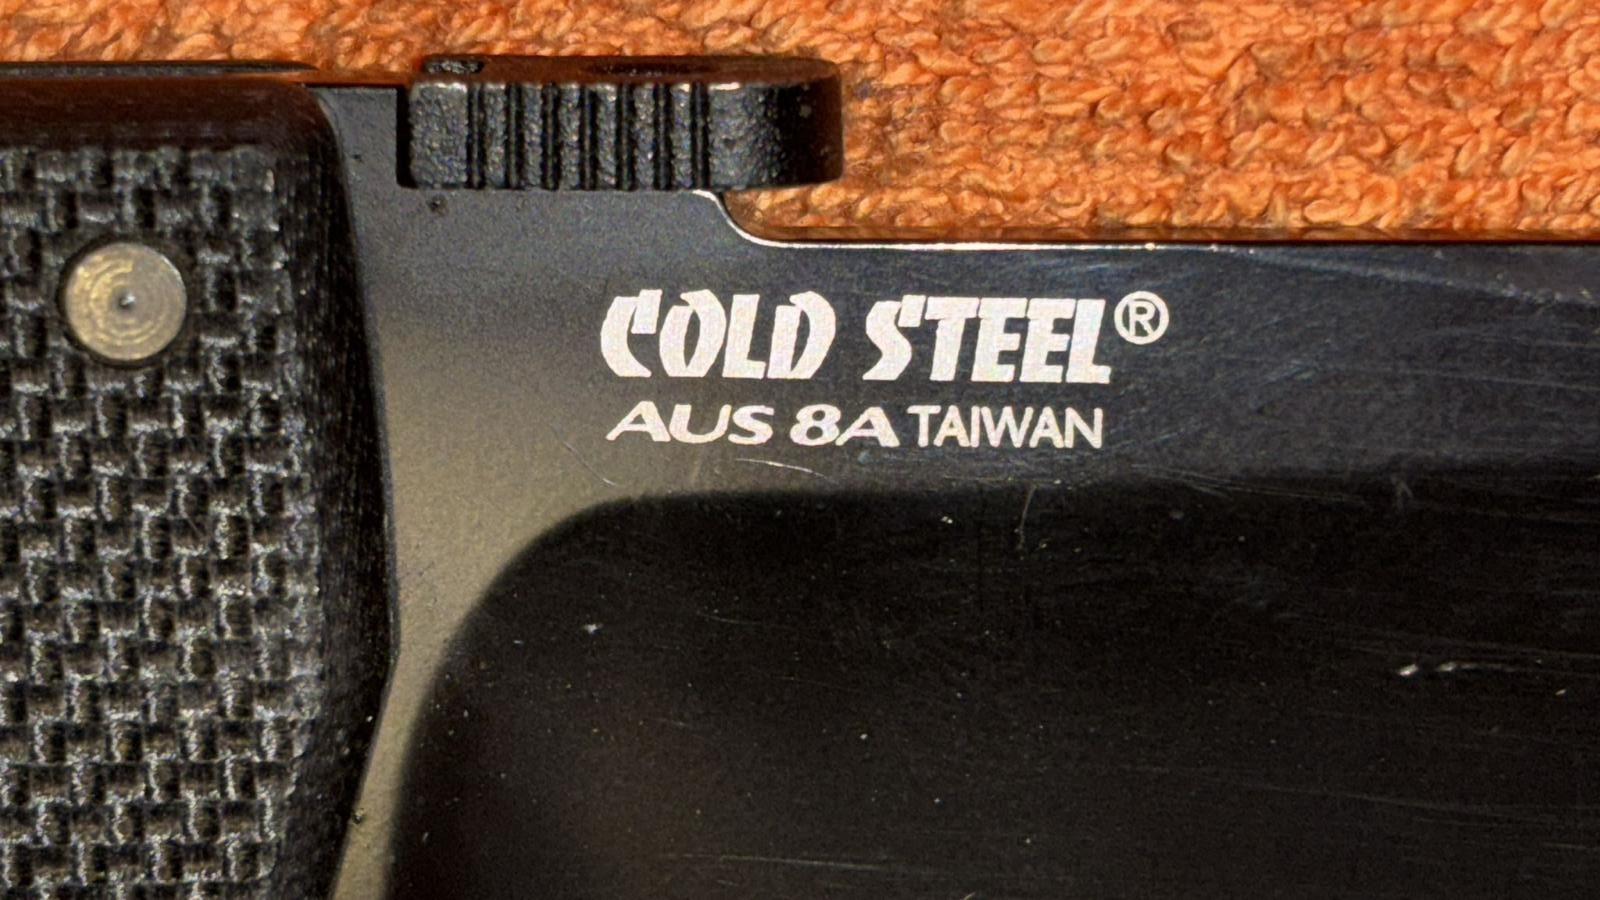 COLD STEEL®
AUS 8A TAIWAN